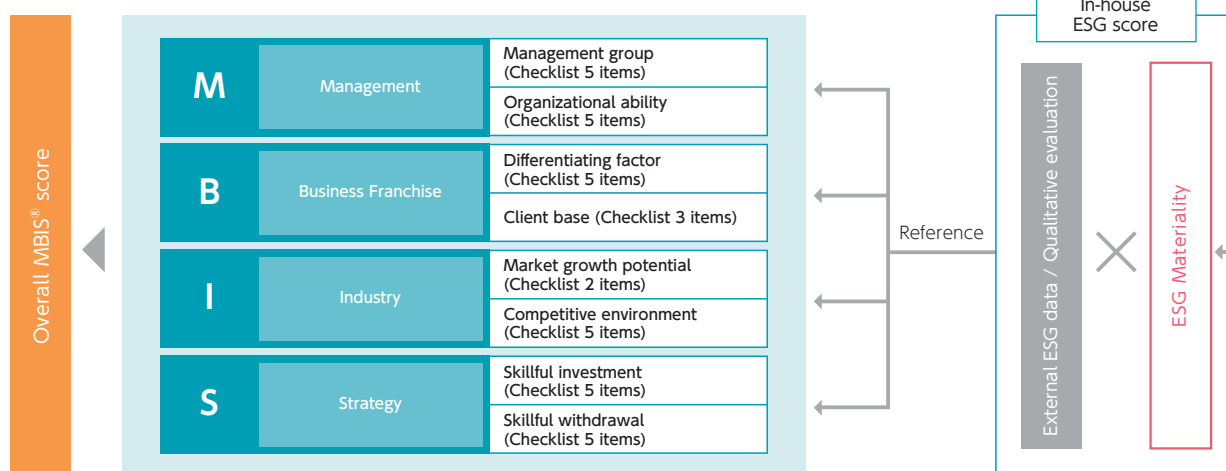 Overall MBIS® score
M
Management
Management group
(Checklist 5 items)
Organizational ability
(Checklist 5 items)
B
Business Franchise
Differentiating factor
(Checklist 5 items)
Client base (Checklist 3 items)
I
Industry
Market growth potential
(Checklist 2 items)
Competitive environment
(Checklist 5 items)
S
Strategy
Skillful investment
(Checklist 5 items)
Skillful withdrawal
(Checklist 5 items)
Reference
In-house
ESG score
External ESG data / Qualitative evaluation
ESG Materiality